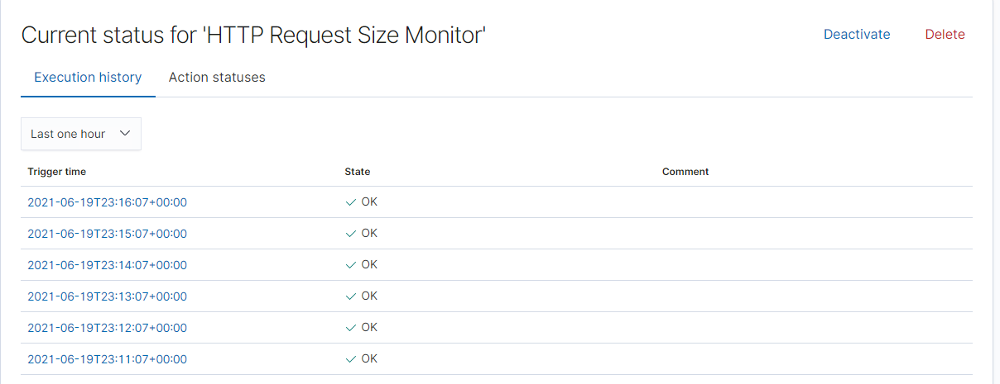 Current status for 'HTTP Request Size Monitor'
Deactivate
Delete
Execution history
Action statuses
Last one hour
Trigger time State Comment
2021-06-19T23:16:07+00:00 OK
2021-06-19T23:15:07+00:00 OK
2021-06-19T23:14:07+00:00 OK
2021-06-19T23:13:07+00:00 OK
2021-06-19T23:12:07+00:00 OK
2021-06-19T23:11:07+00:00 OK